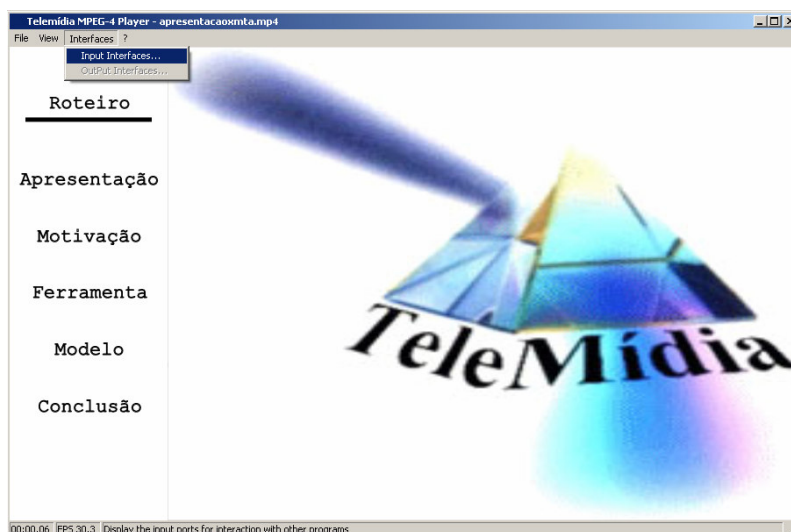 Telemídia MPEG-4 Player - apresentacaoxmta.mp4
File View Interfaces ?
Input Interfaces...
OutPut Interfaces...
Roteiro
Apresentação
Motivação
Ferramenta
Modelo
Conclusão
TeleMídia
00:00.06 FPS 30.3 Display the input ports for interaction with other programs